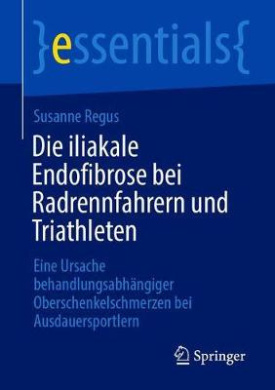 }essentials{
Susanne Regus
Die iliakale
Endofibrose bei
Radrennfahrern und
Triathleten
Eine Ursache
behandlungsabhängiger
Oberschenkelschmerzen bei
Ausdauersportlern
Springer